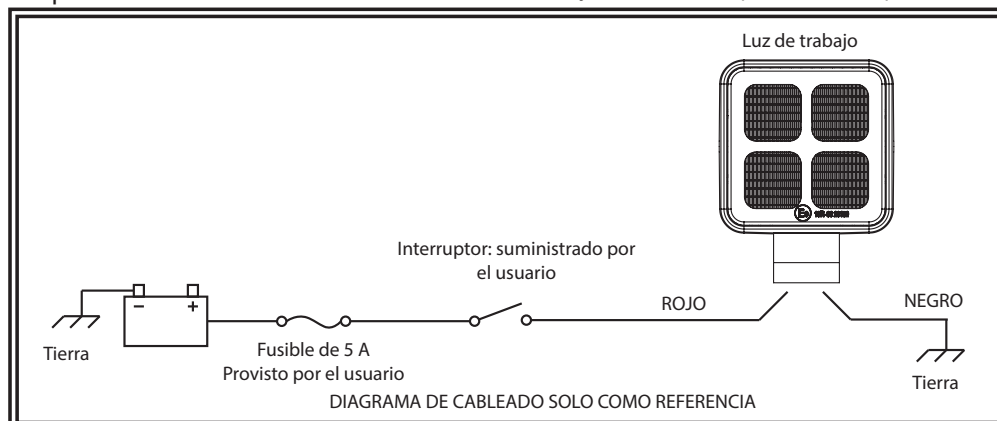 Luz de trabajo
Interruptor: suministrado por
el usuario
ROJO
NEGRO
− +
Tierra
Fusible de 5 A
Provisto por el usuario
Tierra
DIAGRAMA DE CABLEADO SOLO COMO REFERENCIA